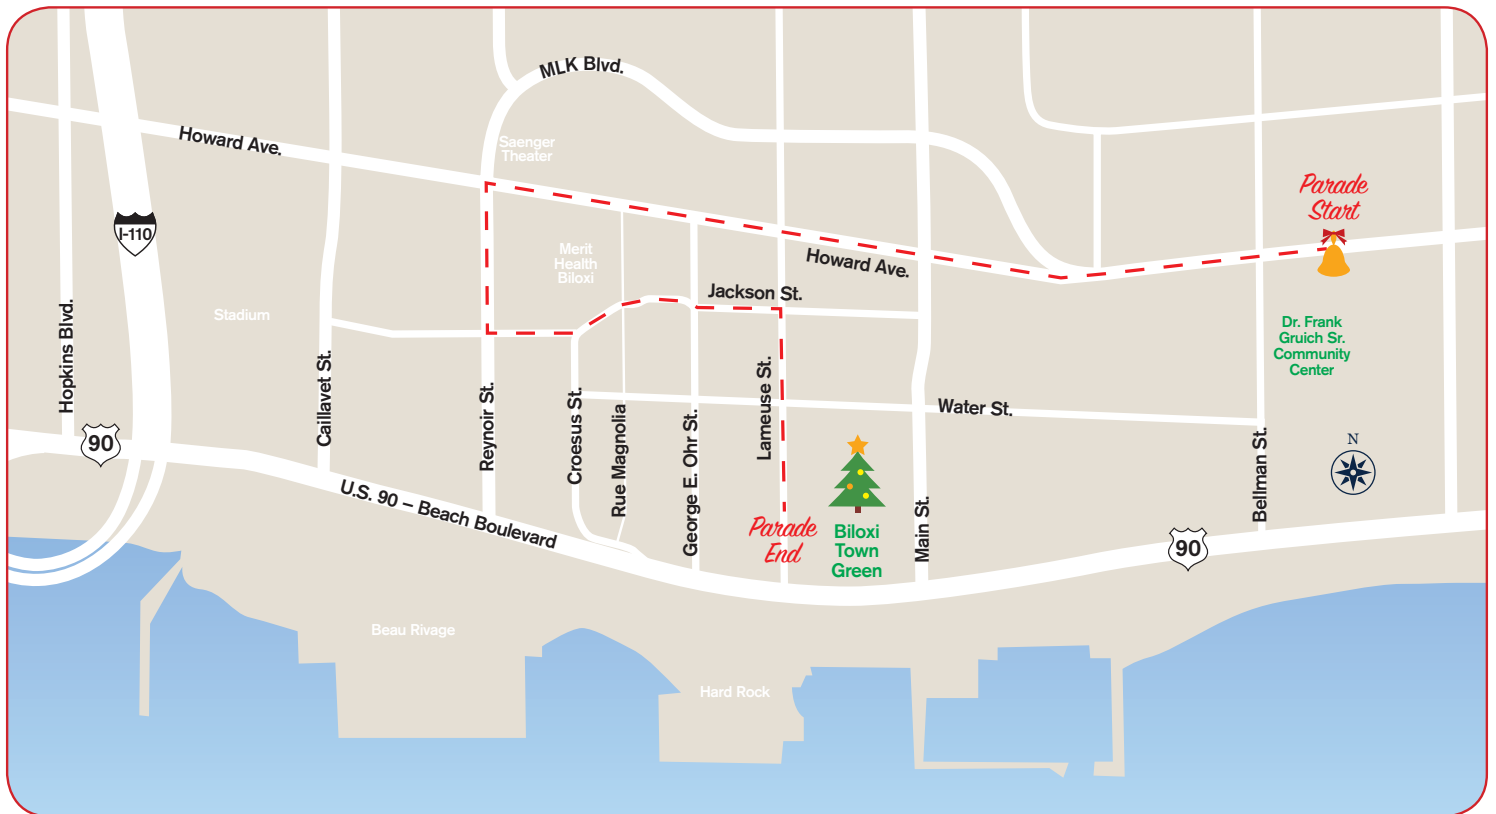 MLK Blvd.
Howard Ave.
Saenger
Theater
Parade
Start
I-110
Merit
Health
Biloxi
Howard Ave.
Jackson St.
Stadium
Dr. Frank
Gruich Sr.
Community
Center
Hopkins Blvd.
Caillavet St.
Reynoir St.
Croesus St.
Rue Magnolia
George E. Ohr St.
Lameuse St.
Water St.
Main St.
Bellman St.
N
90
U.S. 90 – Beach Boulevard
Parade
End
Biloxi
Town
Green
90
Beau Rivage
Hard Rock